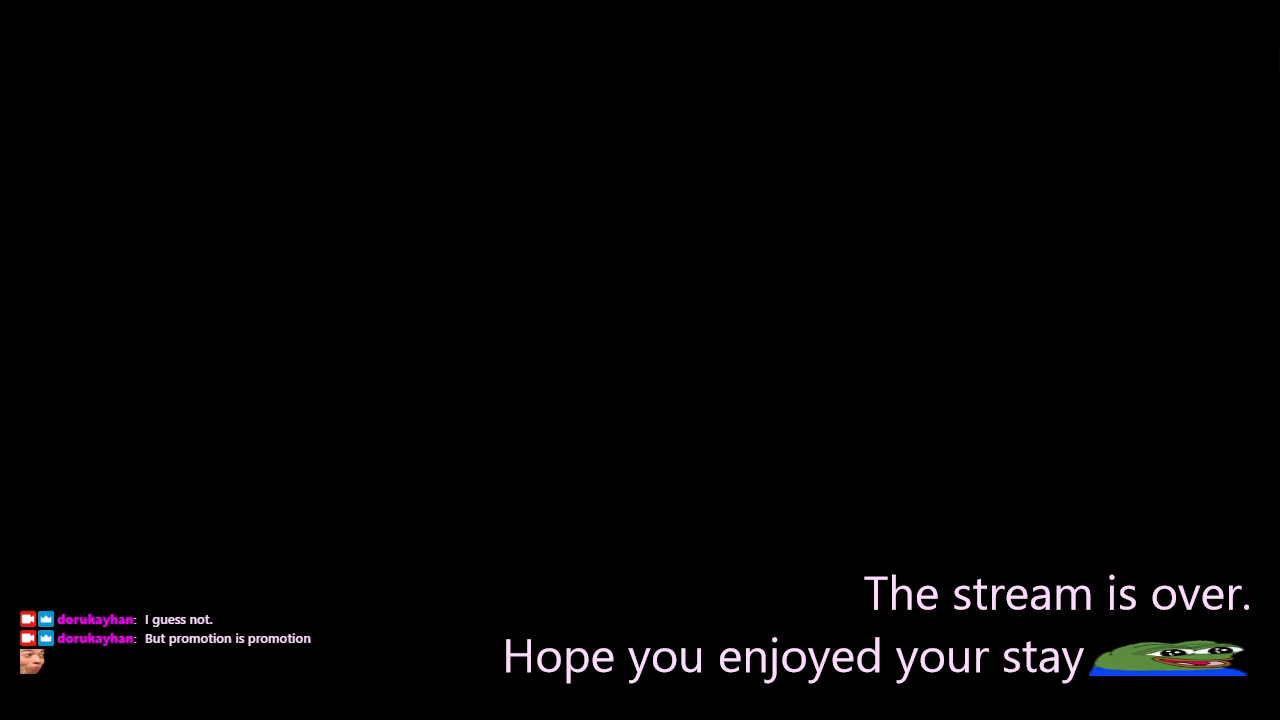 The stream is over.
Hope you enjoyed your stay
dorukayhan: I guess not.
dorukayhan: But promotion is promotion